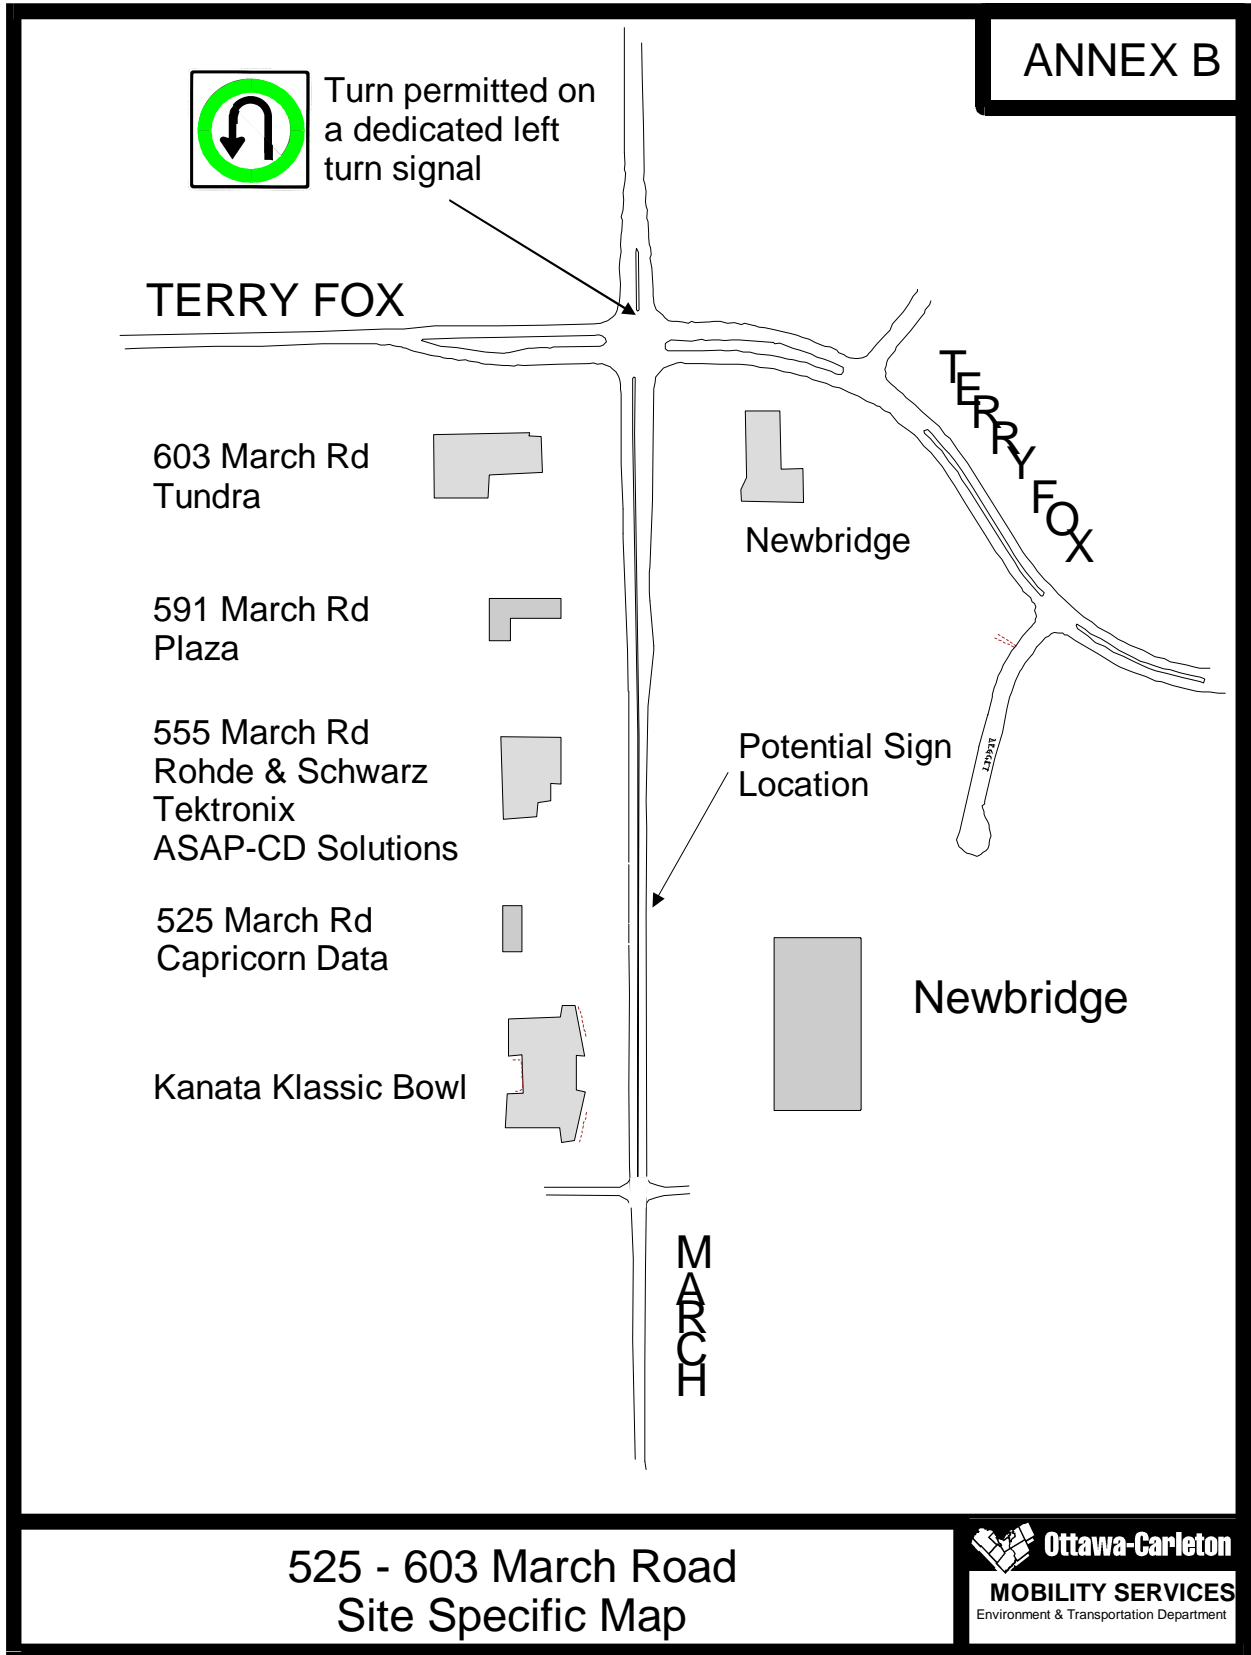 ANNEX B
Turn permitted on
a dedicated left
turn signal
TERRY FOX
TERRY FOX
603 March Rd
Tundra
Newbridge
591 March Rd
Plaza
555 March Rd
Rohde & Schwarz
Tektronix
ASAP-CD Solutions
Potential Sign
Location
LEGGET
525 March Rd
Capricorn Data
Newbridge
Kanata Klassic Bowl
MARCH
525 - 603 March Road
Site Specific Map
Ottawa-Carleton
MOBILITY SERVICES
Environment & Transportation Department